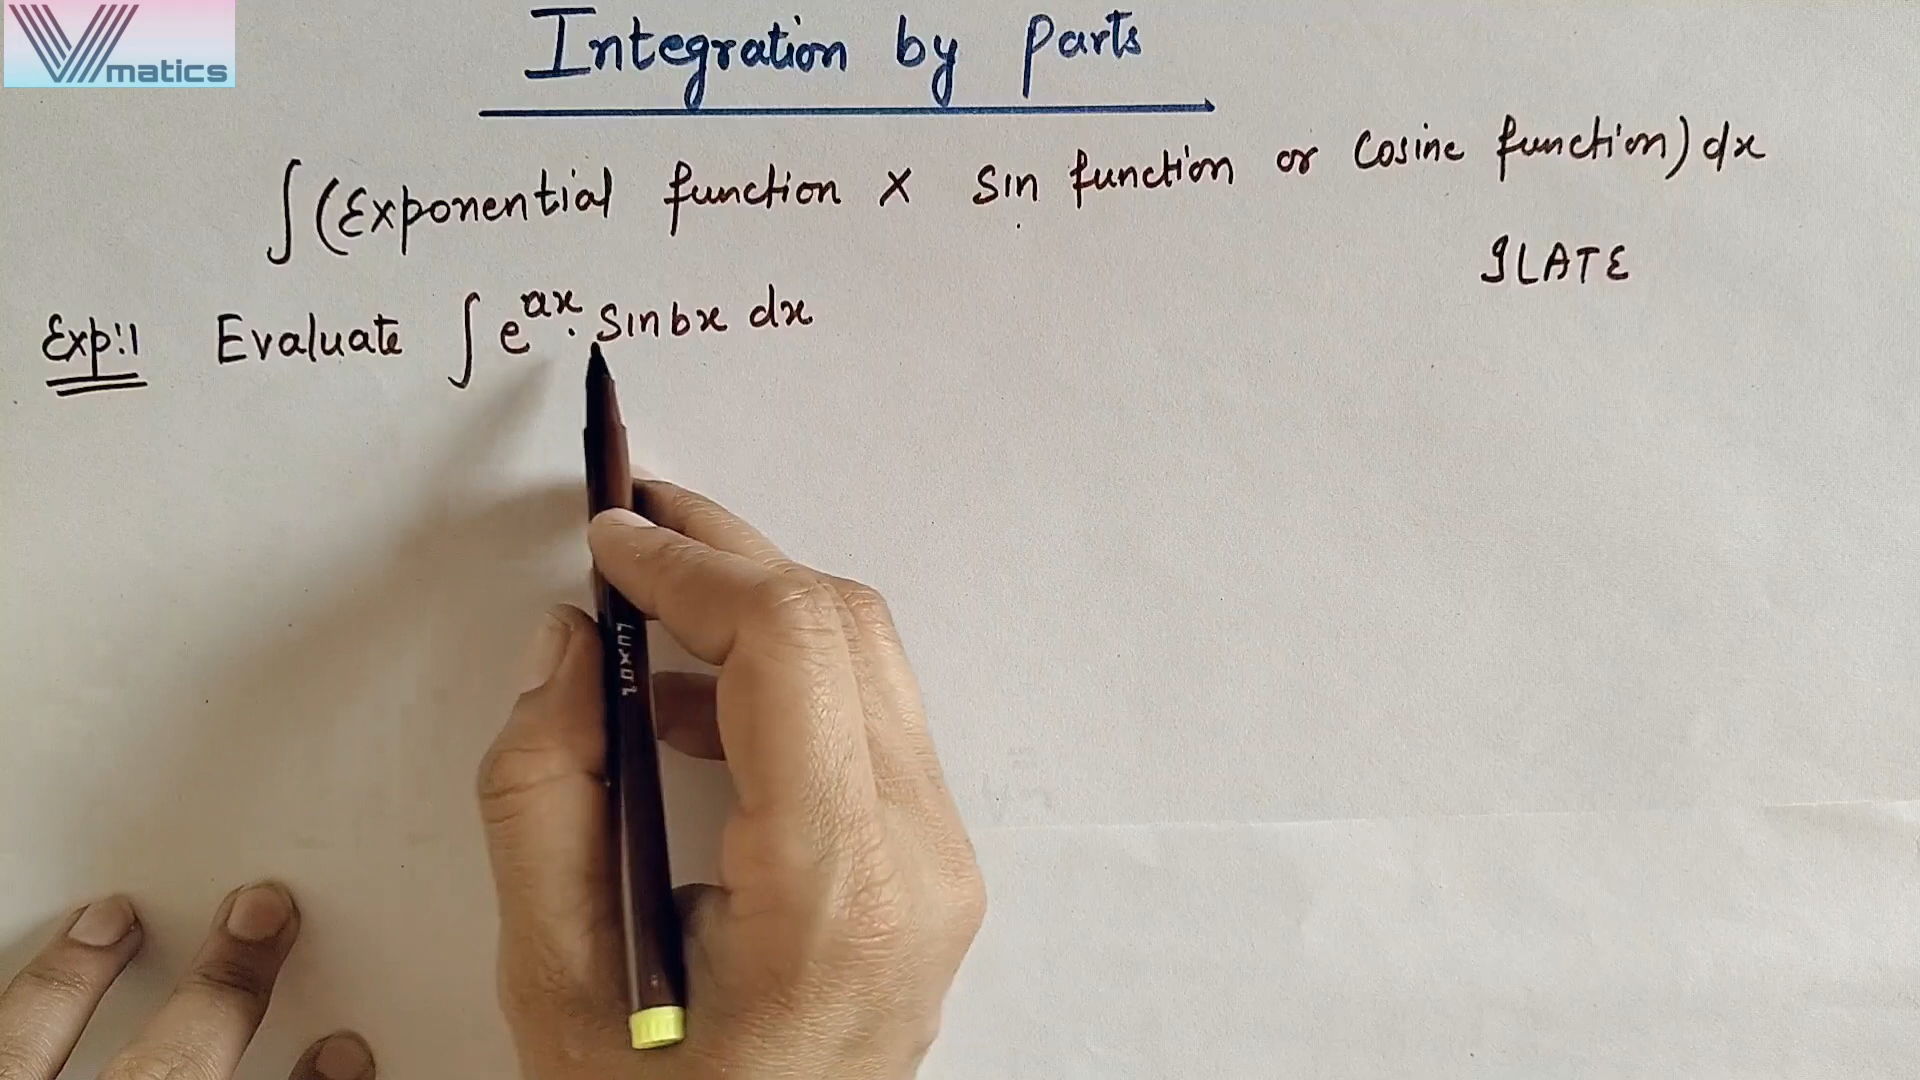 Vmatics
Integration by Parts
∫(Exponential function × Sin function or Cosine function) dx
ILATE
Exp:1 Evaluate ∫ e^{ax} · Sin bx dx
LUXOR